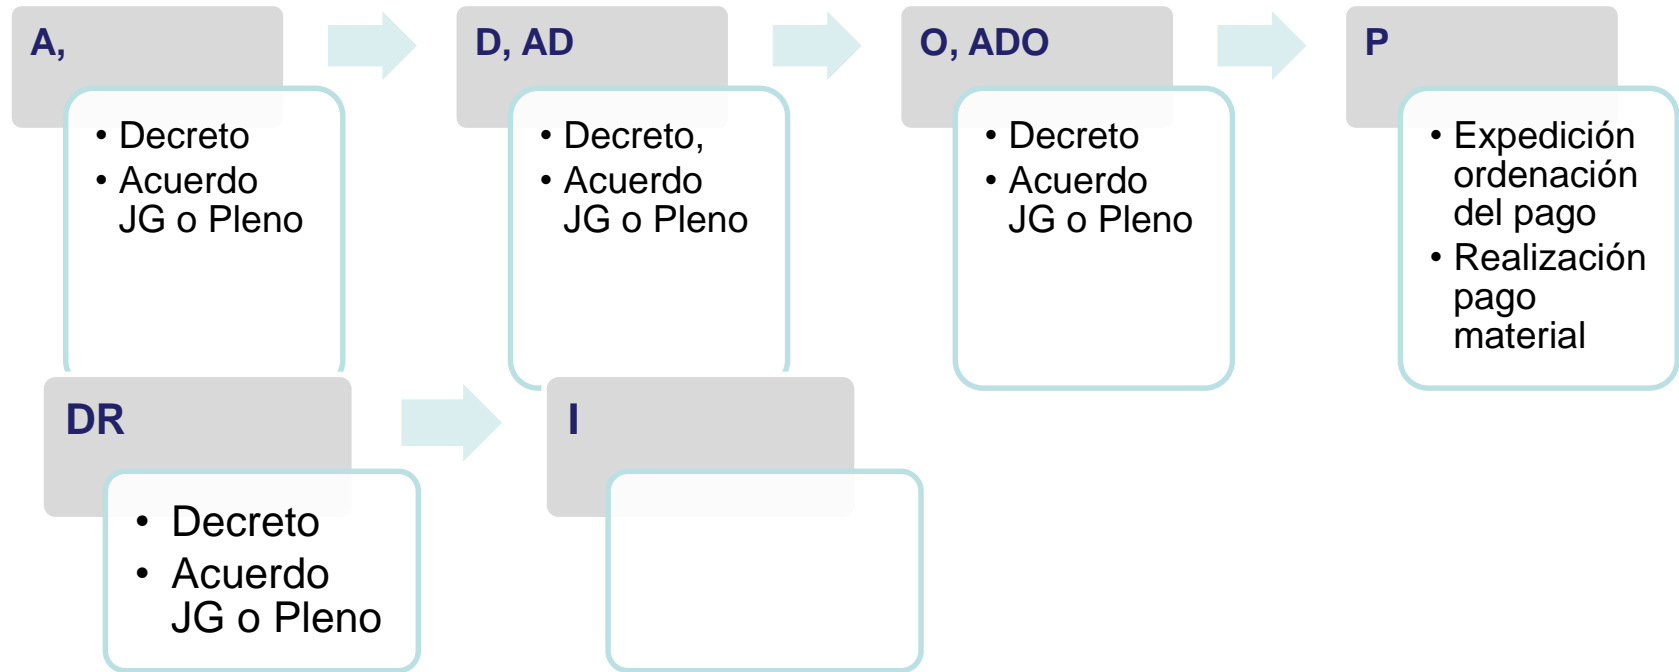 A,
• Decreto
• Acuerdo
JG o Pleno
D, AD
• Decreto,
• Acuerdo
JG o Pleno
O, ADO
• Decreto
• Acuerdo
JG o Pleno
P
• Expedición
ordenación
del pago
• Realización
pago
material
DR
• Decreto
• Acuerdo
JG o Pleno
I